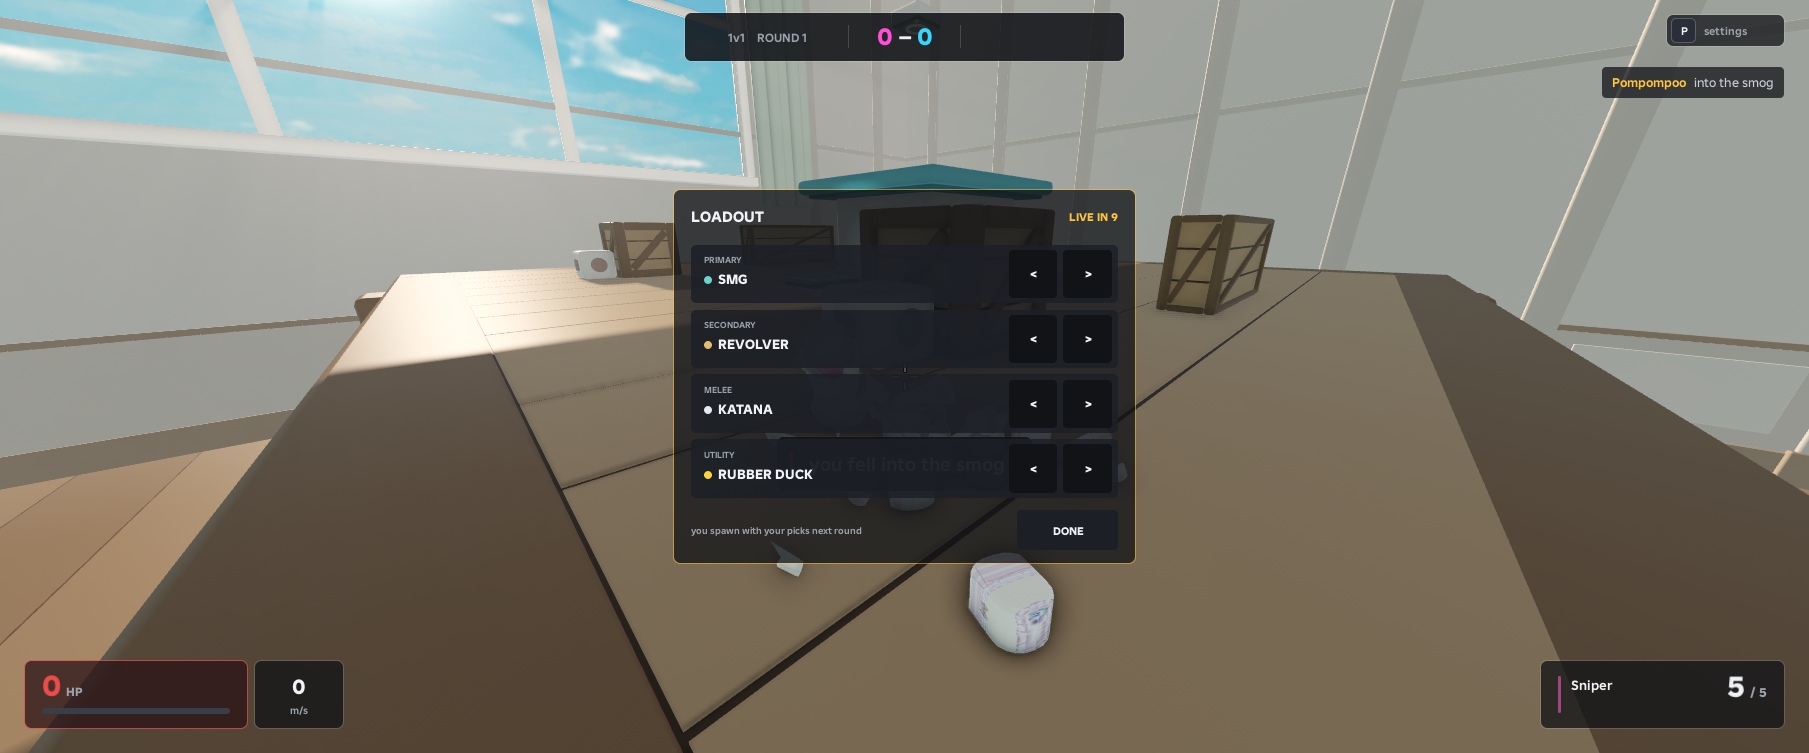 1v1 ROUND 1
0 – 0
P settings
Pompompoo into the smog
LOADOUT
LIVE IN 9
PRIMARY
SMG
< >
SECONDARY
REVOLVER
< >
MELEE
KATANA
< >
you fell into the smog
UTILITY
RUBBER DUCK
< >
you spawn with your picks next round
DONE
0 HP
0
m/s
Sniper
5 / 5